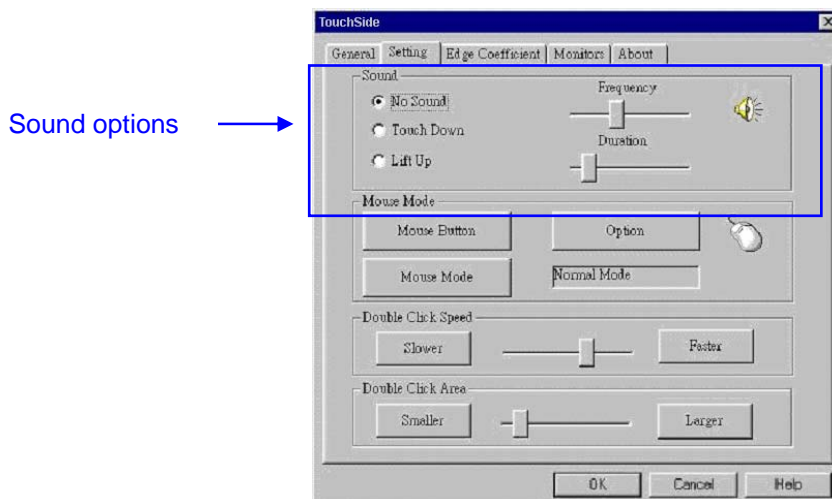 TouchSide
General Setting Edge Coefficient Monitors About
Sound options
Sound
No Sound
Touch Down
Lift Up
Frequency
Duration
Mouse Mode
Mouse Button Option
Mouse Mode Normal Mode
Double Click Speed
Slower Faster
Double Click Area
Smaller Larger
OK Cancel Help